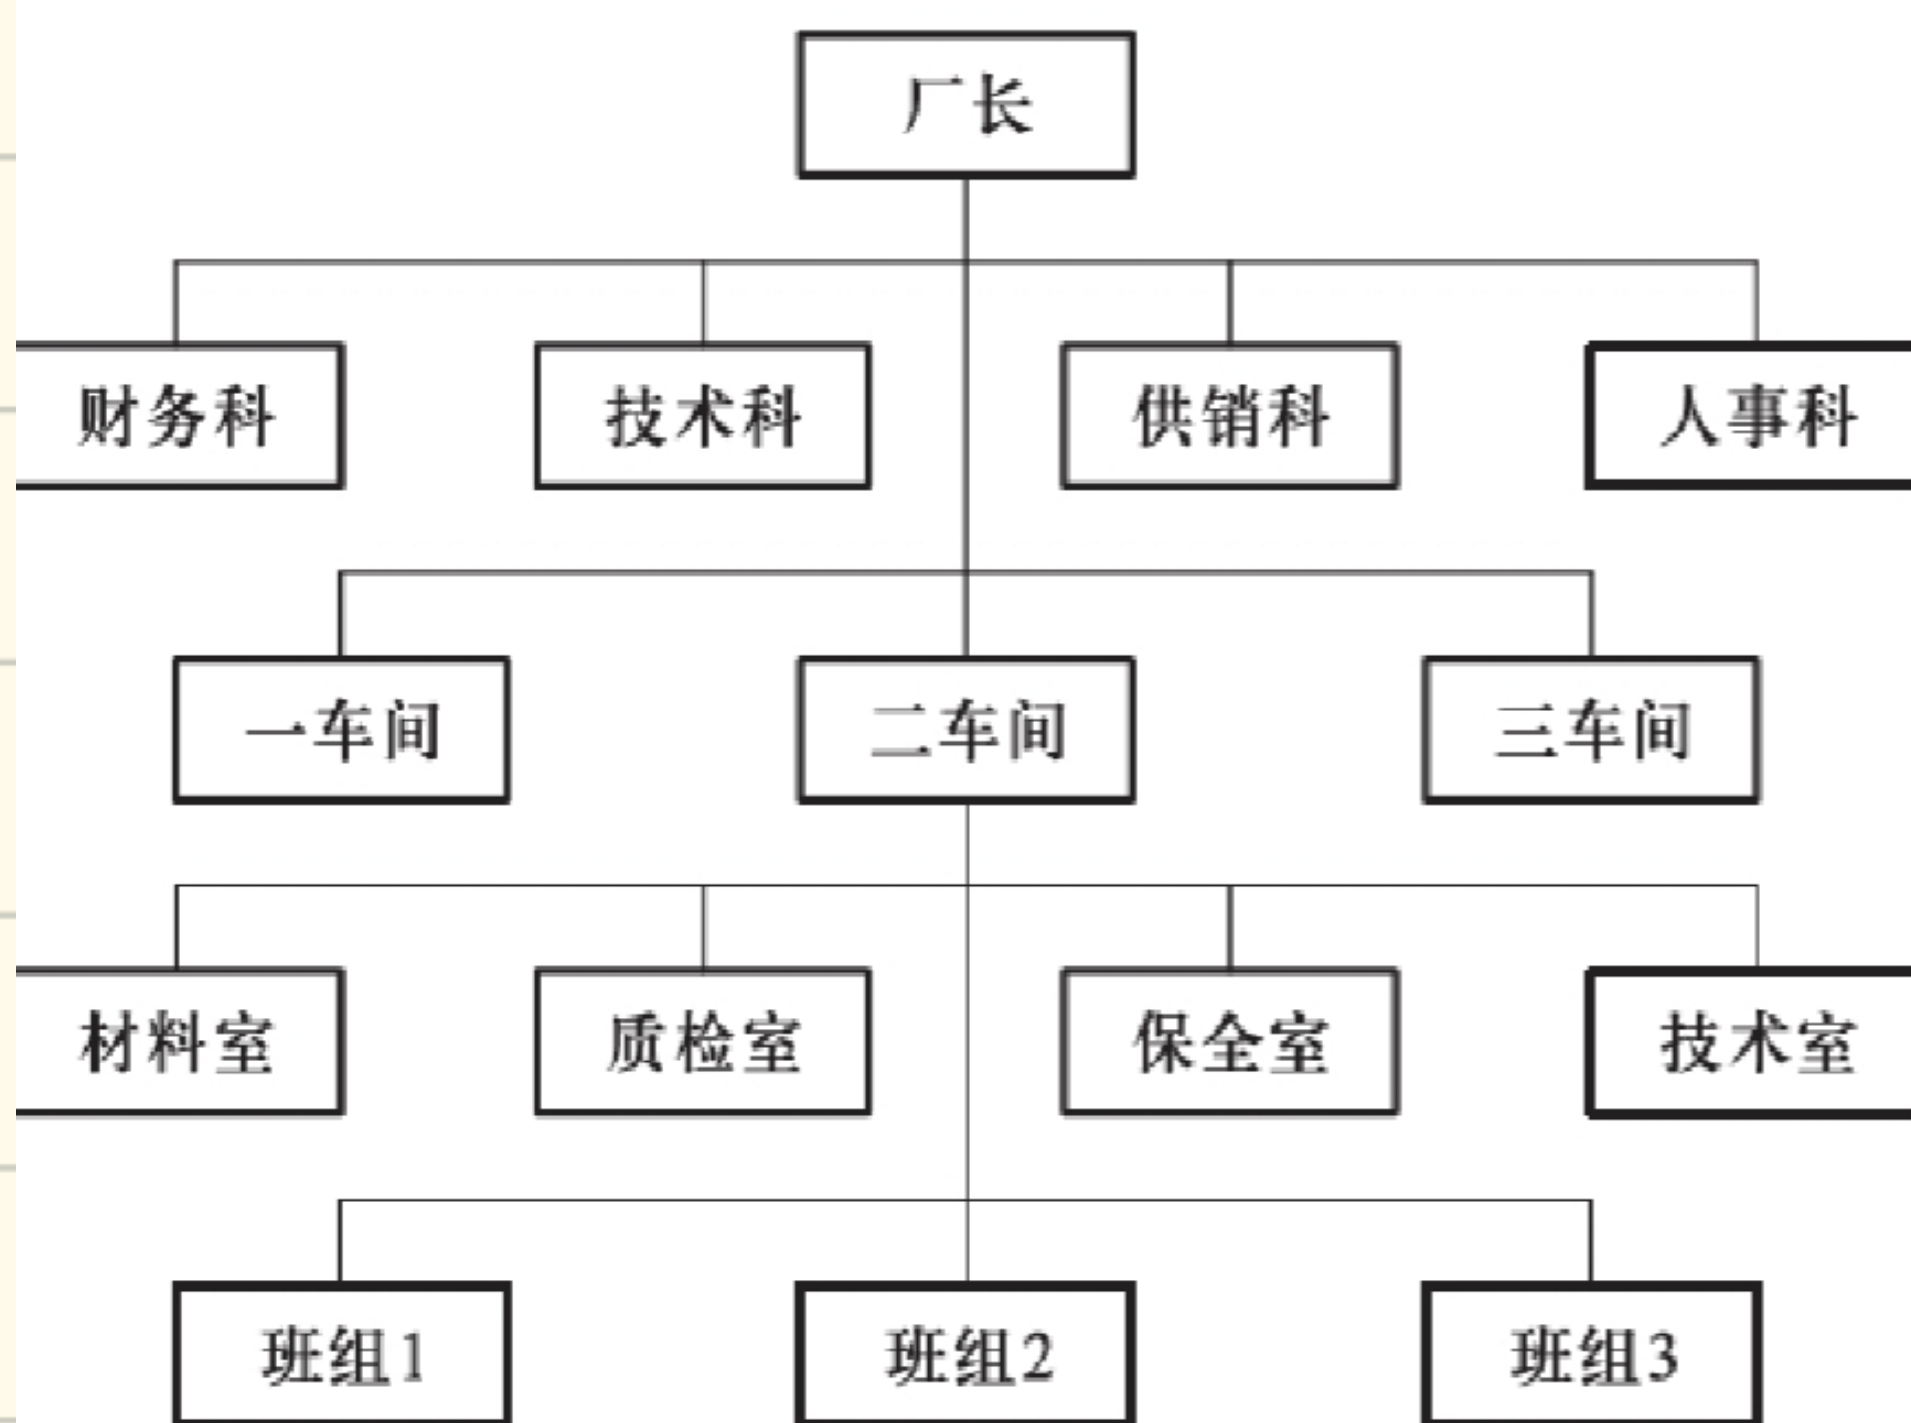 厂长
财务科 技术科 供销科 人事科
一车间 二车间 三车间
材料室 质检室 保全室 技术室
班组1 班组2 班组3